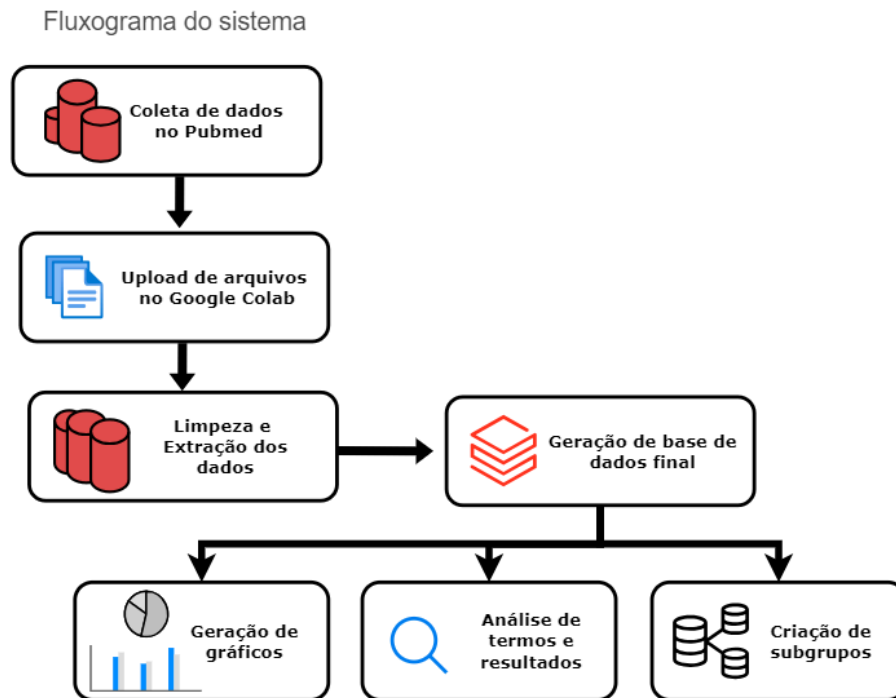 Fluxograma do sistema
Coleta de dados
no Pubmed
Upload de arquivos
no Google Colab
Limpeza e
Extração dos
dados
Geração de base de
dados final
Geração de
gráficos
Análise de
termos e
resultados
Criação de
subgrupos